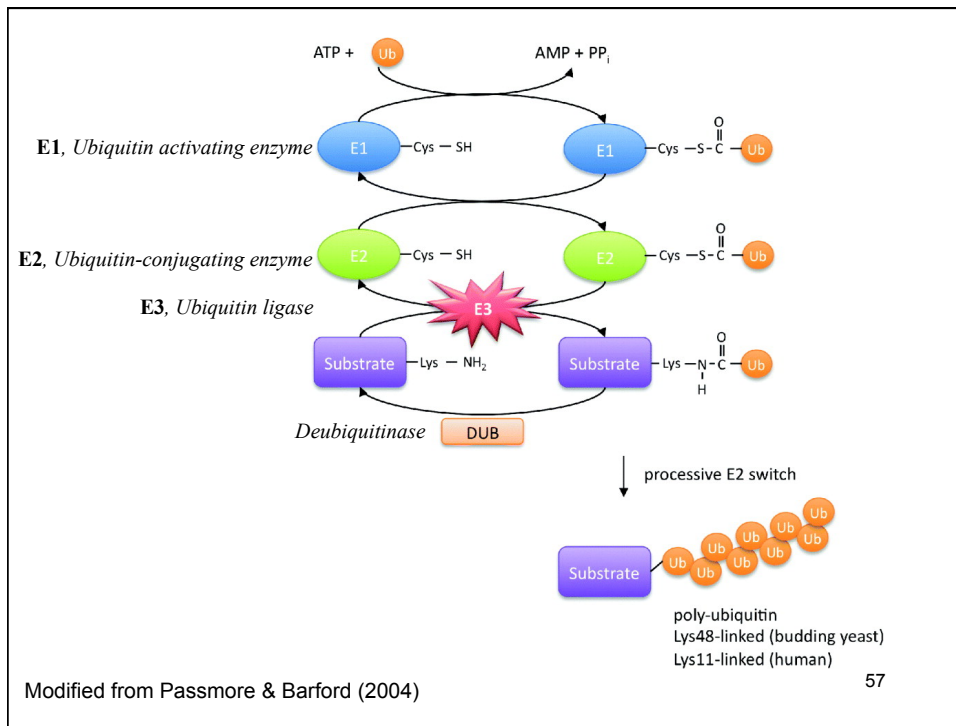 ATP + Ub AMP + PPi
E1, Ubiquitin activating enzyme E1 Cys SH E1 Cys S C O Ub
E2, Ubiquitin-conjugating enzyme E2 Cys SH E2 Cys S C O Ub
E3, Ubiquitin ligase E3
Substrate Lys NH2 Substrate Lys N H C O Ub
Deubiquitinase DUB
processive E2 switch
Substrate Ub Ub Ub Ub Ub Ub Ub Ub Ub
poly-ubiquitin
Lys48-linked (budding yeast)
Lys11-linked (human)
Modified from Passmore & Barford (2004) 57